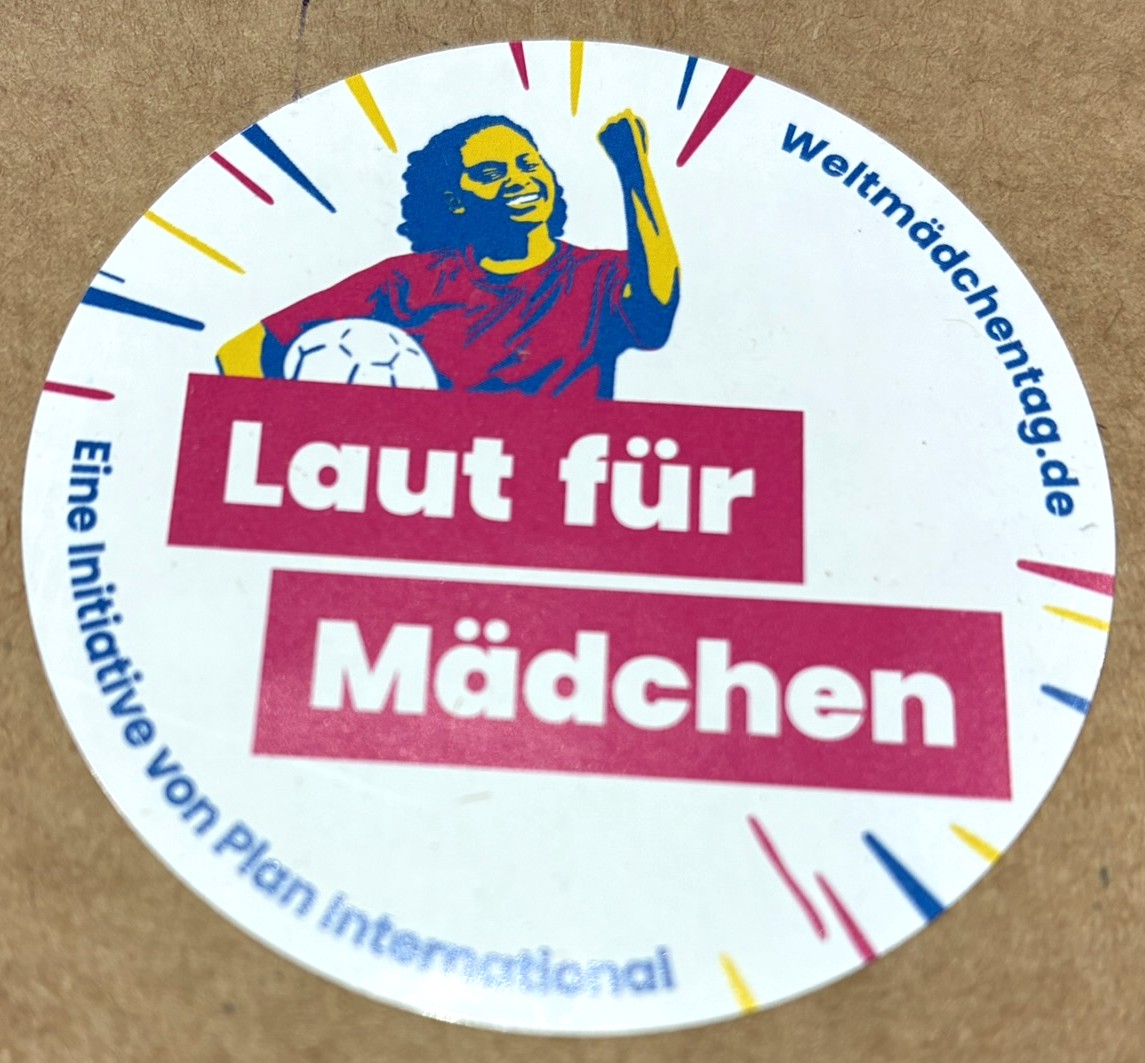 Weltmädchentag.de
Laut für
Mädchen
Eine Initiative von Plan International